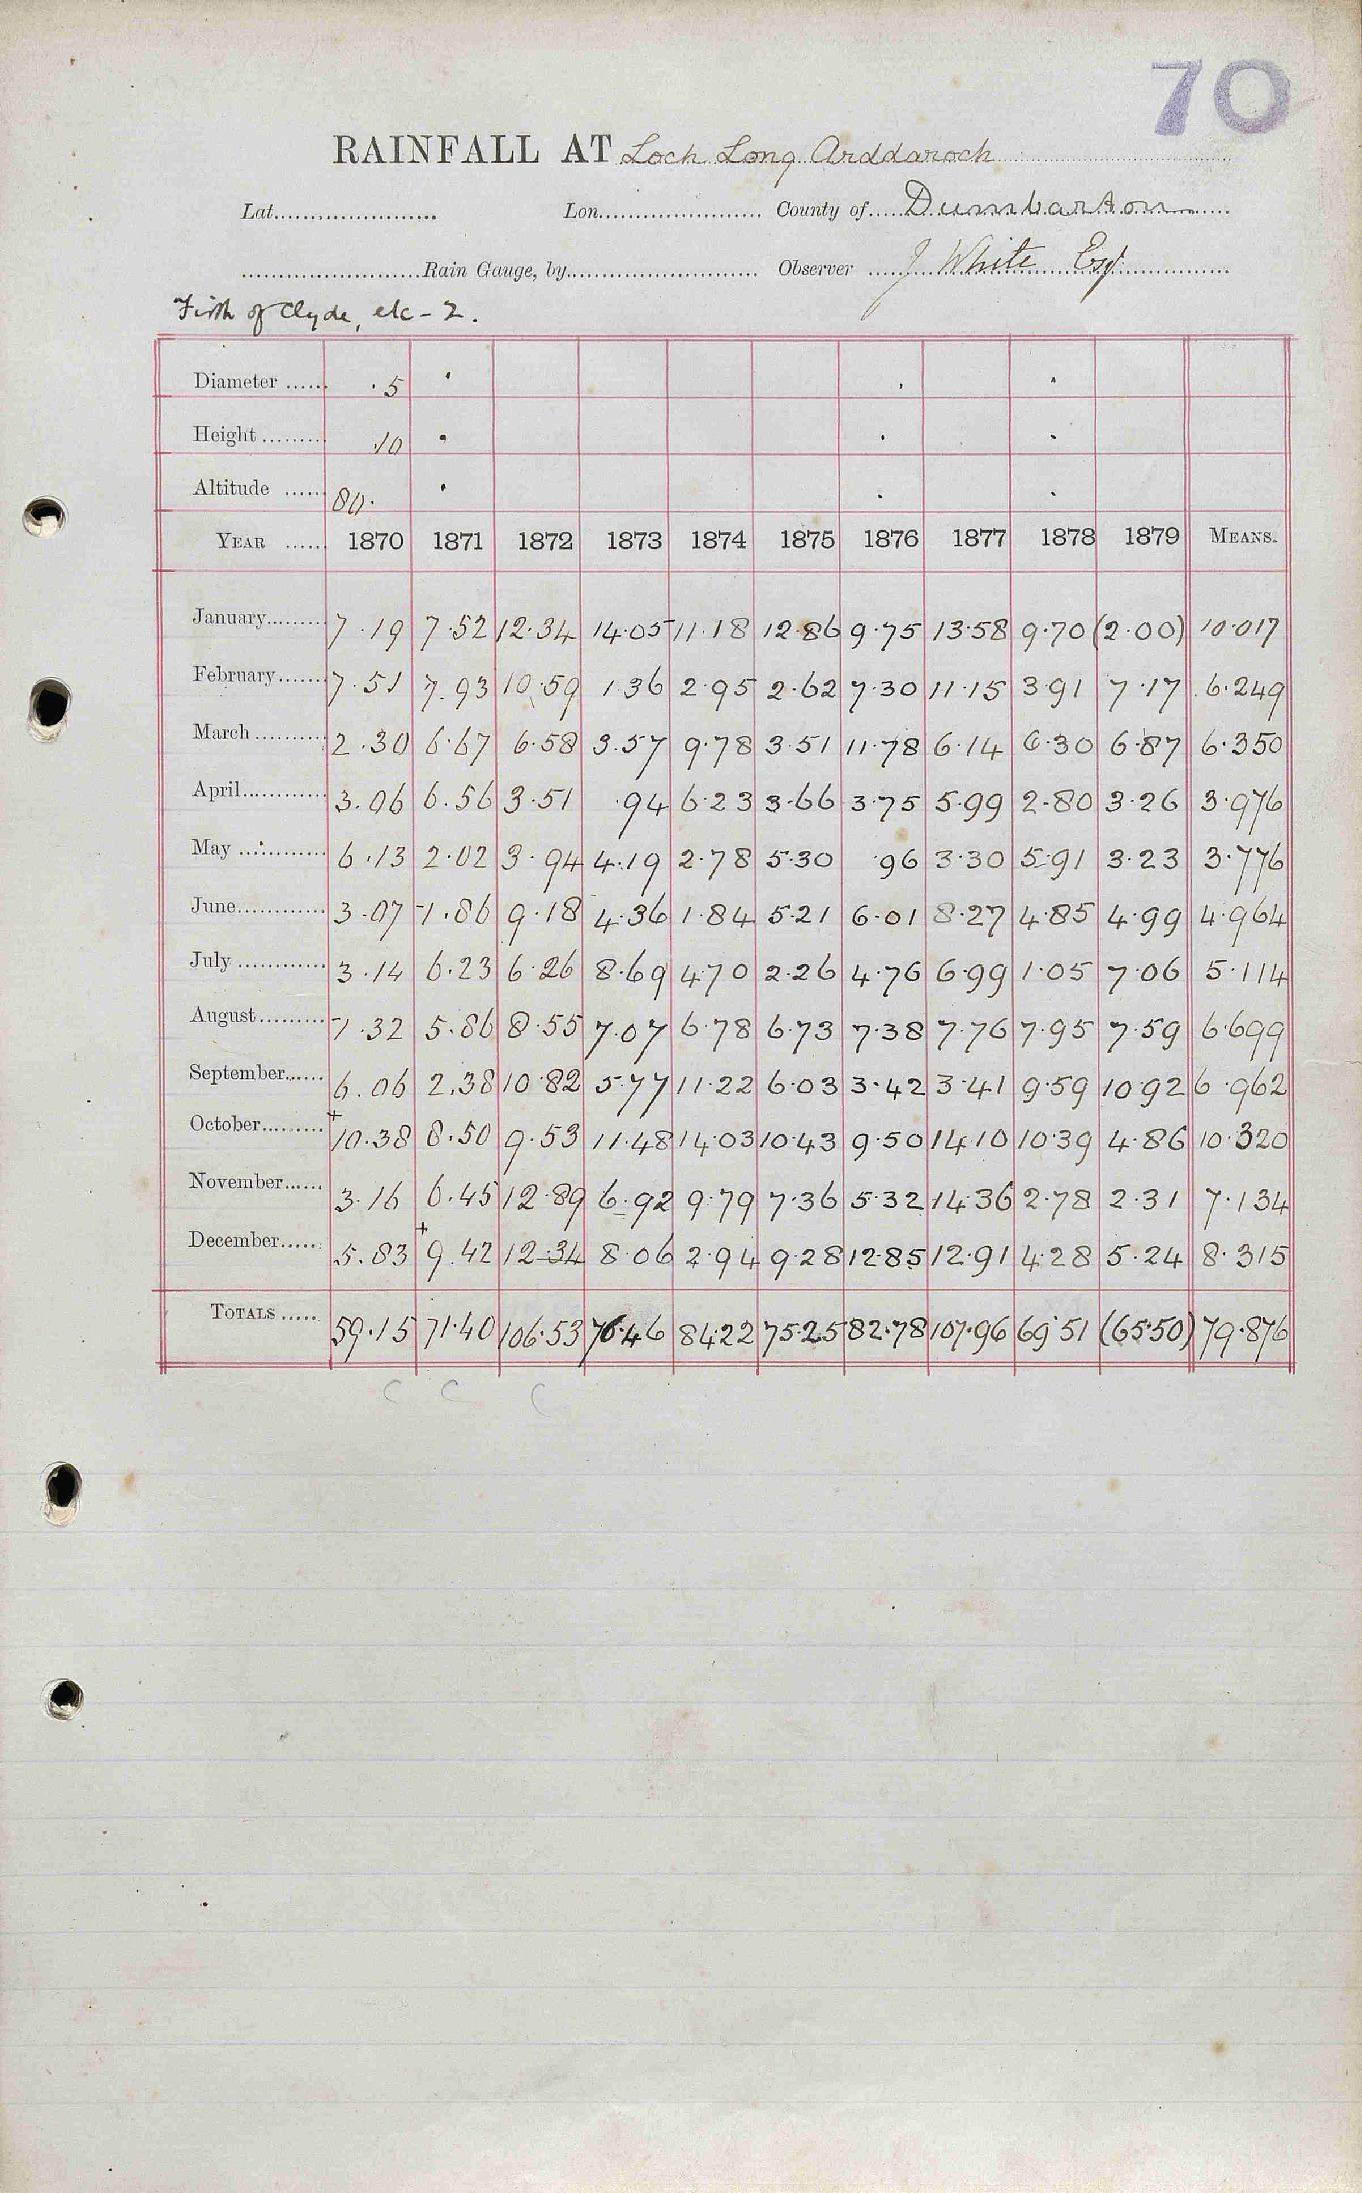 70
RAINFALL AT Loch Long Arddaroch
Lat. Lon. County of Dumbarton
Rain Gauge, by Observer J White Esq.
Firth of Clyde, etc - 2.
Diameter ...... .5
Height ......... 10
Altitude ...... 80.
YEAR ...... 1870 1871 1872 1873 1874 1875 1876 1877 1878 1879 MEANS.
January......... 7.19 7.52 12.34 14.05 11.18 12.86 9.75 13.58 9.70 (2.00) 10.017
February....... 7.51 7.93 10.59 1.36 2.95 2.62 7.30 11.15 3.91 7.17 6.249
March .......... 2.30 6.67 6.58 3.57 9.78 3.51 11.78 6.14 6.30 6.87 6.350
April............ 3.06 6.56 3.51 .94 6.23 3.66 3.75 5.99 2.80 3.26 3.976
May ............ 6.13 2.02 3.94 4.19 2.78 5.30 .96 3.30 5.91 3.23 3.776
June............ 3.07 1.86 9.18 4.36 1.84 5.21 6.01 8.27 4.85 4.99 4.964
July ............ 3.14 6.23 6.26 8.69 4.70 2.26 4.76 6.99 1.05 7.06 5.114
August......... 1.32 5.86 8.55 7.07 6.78 6.73 7.38 7.76 7.95 7.59 6.699
September...... 6.06 2.38 10.82 5.77 11.22 6.03 3.42 3.41 9.59 10.92 6.962
October......... +10.38 8.50 9.53 11.48 14.03 10.43 9.50 14.10 10.39 4.86 10.320
November...... 3.16 6.45 12.89 6.92 9.79 7.36 5.32 14.36 2.78 2.31 7.134
December...... 5.83 +9.42 12.34 8.06 2.94 9.28 12.85 12.91 4.28 5.24 8.315
TOTALS ..... 59.15 71.40 106.53 76.46 84.22 75.25 82.78 107.96 69.51 (65.50) 79.876
C C C